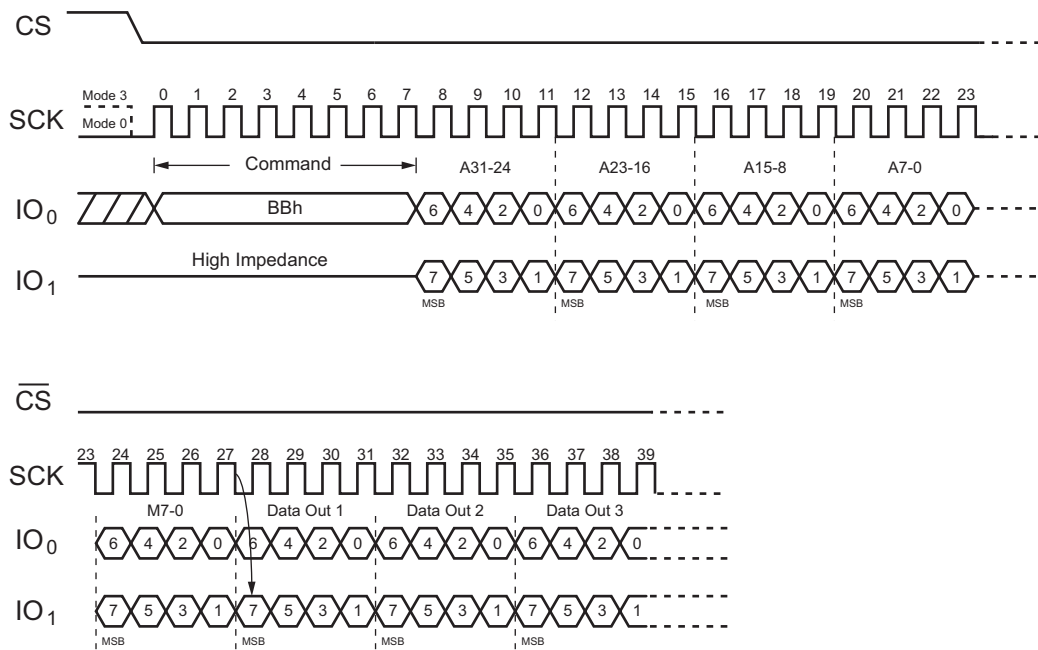 CS
Mode 3
Mode 0
SCK
0 1 2 3 4 5 6 7 8 9 10 11 12 13 14 15 16 17 18 19 20 21 22 23
Command A31-24 A23-16 A15-8 A7-0
IO0 BBh 6 4 2 0 6 4 2 0 6 4 2 0 6 4 2 0
High Impedance
IO1 7 5 3 1 7 5 3 1 7 5 3 1 7 5 3 1
MSB MSB MSB MSB
CS
23 24 25 26 27 28 29 30 31 32 33 34 35 36 37 38 39
SCK
M7-0 Data Out 1 Data Out 2 Data Out 3
IO0 6 4 2 0 6 4 2 0 6 4 2 0 6 4 2 0
IO1 7 5 3 1 7 5 3 1 7 5 3 1 7 5 3 1
MSB MSB MSB MSB